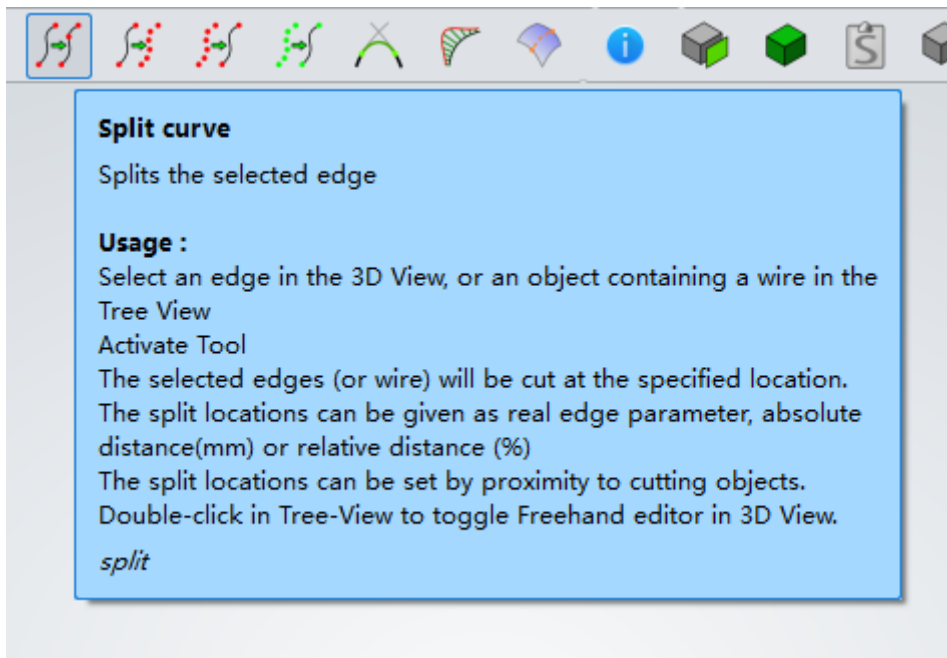 Split curve
Splits the selected edge
Usage :
Select an edge in the 3D View, or an object containing a wire in the
Tree View
Activate Tool
The selected edges (or wire) will be cut at the specified location.
The split locations can be given as real edge parameter, absolute
distance(mm) or relative distance (%)
The split locations can be set by proximity to cutting objects.
Double-click in Tree-View to toggle Freehand editor in 3D View.
split